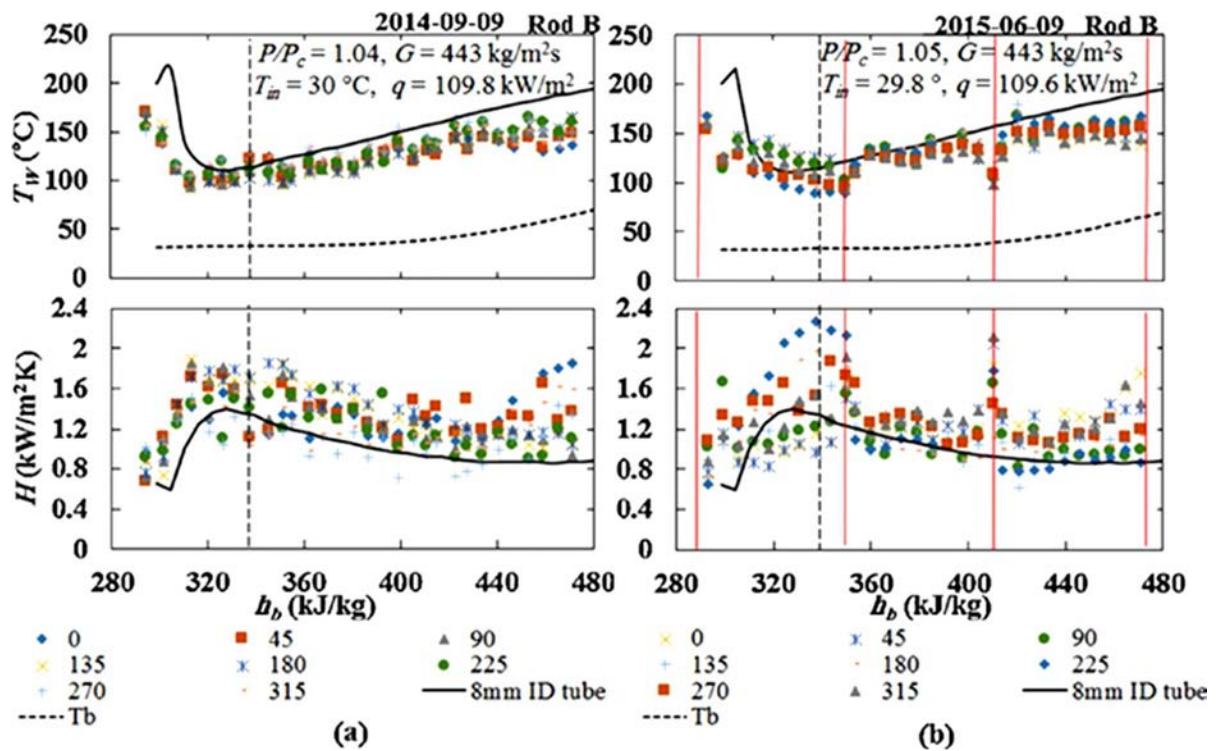 2014-09-09 Rod B
P/Pc = 1.04, G = 443 kg/m²s
Tin = 30 °C, q = 109.8 kW/m²
TW (°C)
250
200
150
100
50
0
2015-06-09 Rod B
P/Pc = 1.05, G = 443 kg/m²s
Tin = 29.8 °, q = 109.6 kW/m²
250
200
150
100
50
0
H (kW/m²K)
2.4
2
1.6
1.2
0.8
0.4
0
280 320 360 400 440 480
hb (kJ/kg)
2.4
2
1.6
1.2
0.8
0.4
0
280 320 360 400 440 480
hb (kJ/kg)
0 45 90
135 180 225
270 315 8mm ID tube
Tb
(a)
0 45 90
135 180 225
270 315 8mm ID tube
Tb
(b)